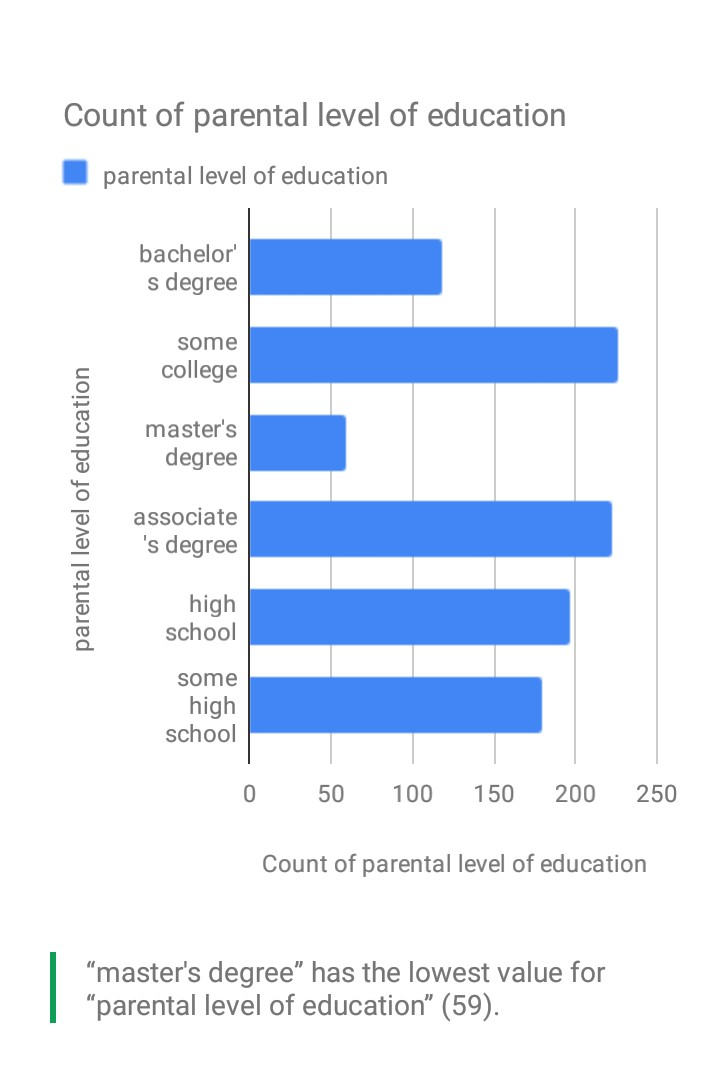 Count of parental level of education
parental level of education
parental level of education
bachelor'
s degree
some
college
master's
degree
associate
's degree
high
school
some
high
school
0 50 100 150 200 250
Count of parental level of education
“master's degree” has the lowest value for
“parental level of education” (59).